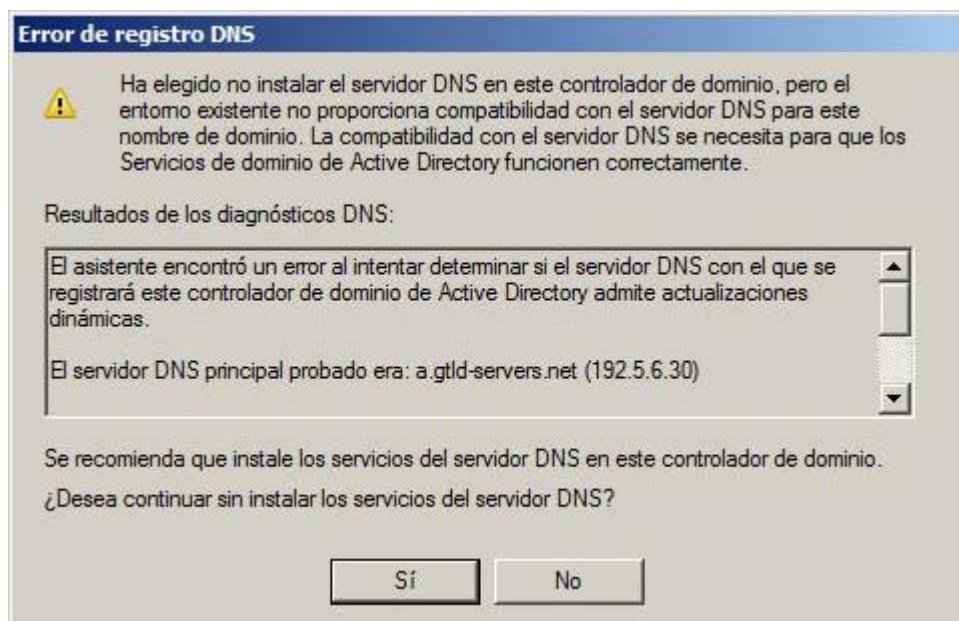 Error de registro DNS
Ha elegido no instalar el servidor DNS en este controlador de dominio, pero el
entorno existente no proporciona compatibilidad con el servidor DNS para este
nombre de dominio. La compatibilidad con el servidor DNS se necesita para que los
Servicios de dominio de Active Directory funcionen correctamente.
Resultados de los diagnósticos DNS:
El asistente encontró un error al intentar determinar si el servidor DNS con el que se
registrará este controlador de dominio de Active Directory admite actualizaciones
dinámicas.
El servidor DNS principal probado era: a.gtld-servers.net (192.5.6.30)
Se recomienda que instale los servicios del servidor DNS en este controlador de dominio.
¿Desea continuar sin instalar los servicios del servidor DNS?
Sí
No